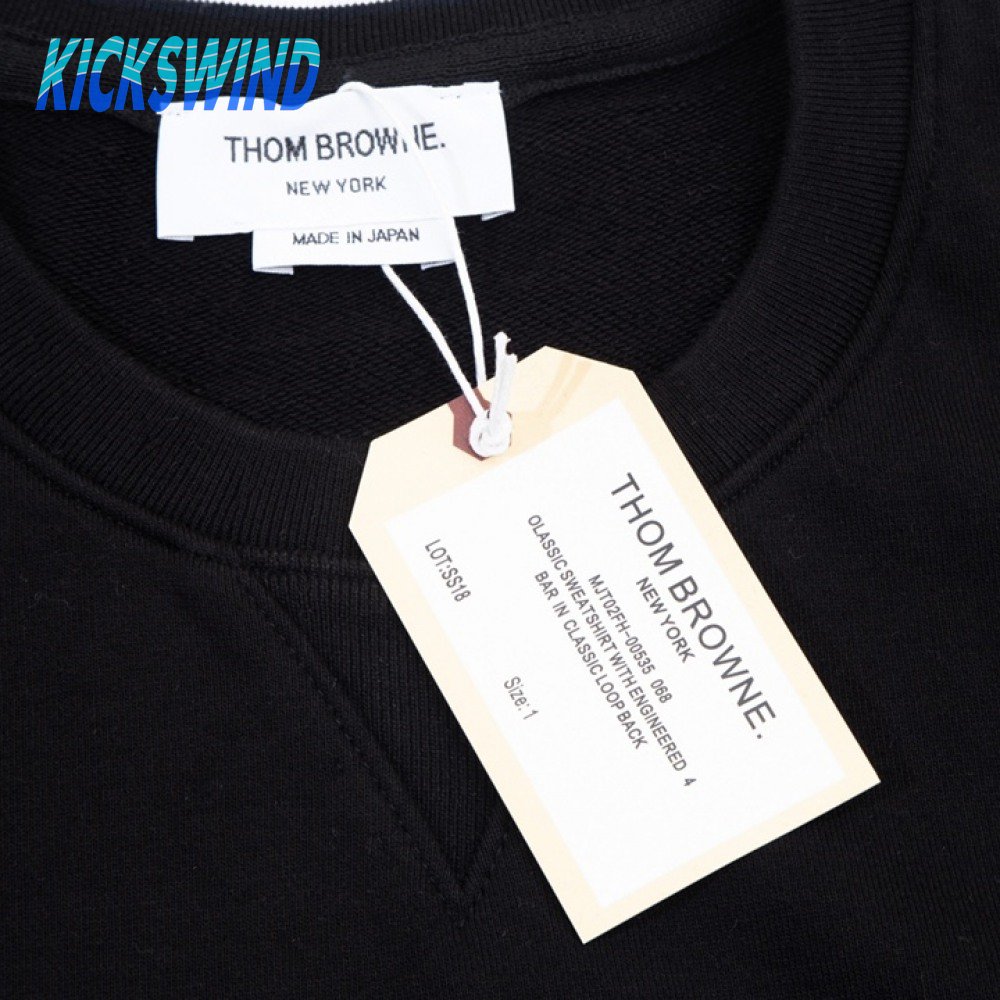 KICKSWIND
THOM BROWNE.
NEW YORK
MADE IN JAPAN
THOM BROWNE.
NEW YORK
MJT02FH-00535 068
OLASSIC SWEATSHIRT WITH ENGINEERED 4
BAR IN CLASSIC LOOP BACK
LOT:SS18
Size: 1